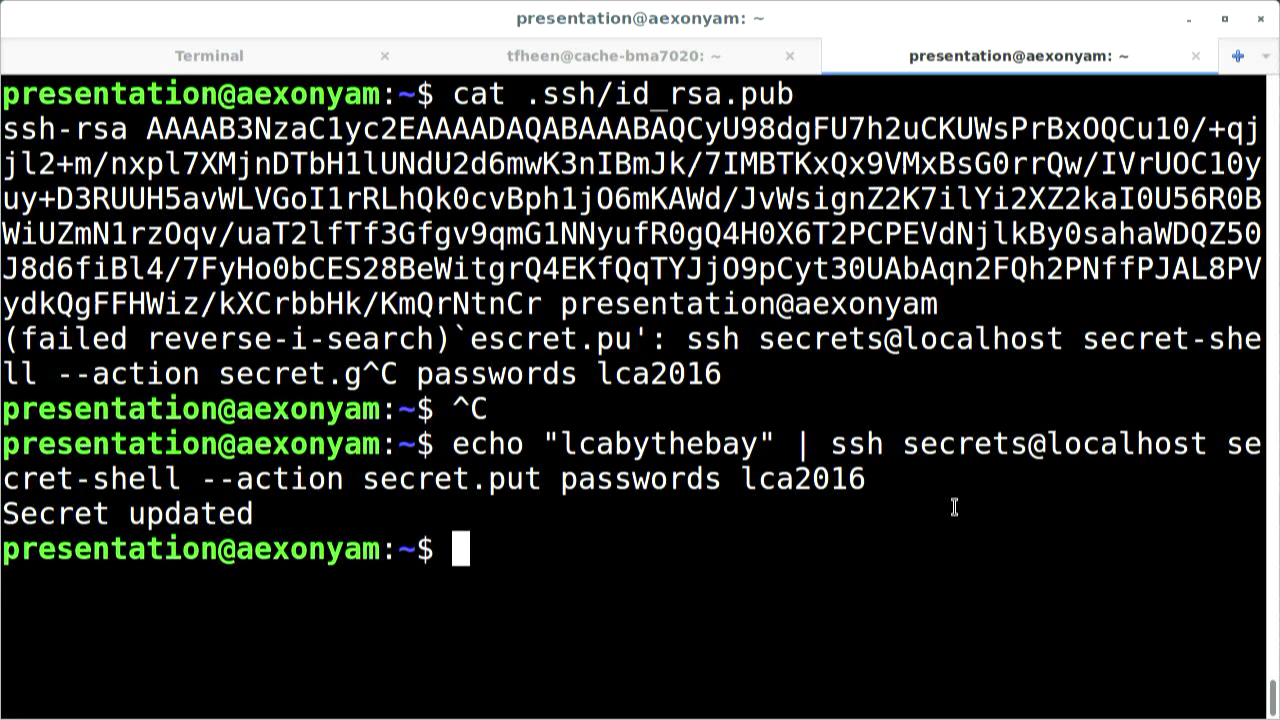 presentation@aexonyam: ~
Terminal
tfheen@cache-bma7020: ~
presentation@aexonyam: ~
presentation@aexonyam:~$ cat .ssh/id_rsa.pub
ssh-rsa AAAAB3NzaC1yc2EAAAADAQABAAABAQCyU98dgFU7h2uCKUWsPrBxOQCu10/+qj
jl2+m/nxpl7XMjnDTbH1lUNdU2d6mwK3nIBmJk/7IMBTKxQx9VMxBsG0rrQw/IVrUOC10y
uy+D3RUUH5avWLVGoI1rRLhQk0cvBph1jO6mKAWd/JvWsignZ2K7ilYi2XZ2kaI0U56R0B
WiUZmN1rzOqv/uaT2lfTf3Gfgv9qmG1NNyufR0gQ4H0X6T2PCPEVdNjlkBy0sahaWDQZ50
J8d6fiBl4/7FyHo0bCES28BeWitgrQ4EKfQqTYJjO9pCyt30UAbAqn2FQh2PNffPJAL8PV
ydkQgFFHWiz/kXCrbbHk/KmQrNtnCr presentation@aexonyam
(failed reverse-i-search)`escret.pu': ssh secrets@localhost secret-she
ll --action secret.g^C passwords lca2016
presentation@aexonyam:~$ ^C
presentation@aexonyam:~$ echo "lcabythebay" | ssh secrets@localhost se
cret-shell --action secret.put passwords lca2016
Secret updated
presentation@aexonyam:~$